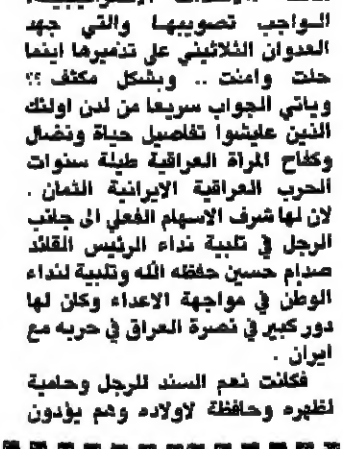 الواجب تصويبها والتي جهد
العدوان الثلاثيني على تدميرها اينما
حلت وامنت .. وبشكل مكثف ؟؟
وياتي الجواب سريعا من لدن اولئك
الذين عايشوا تفاصيل حياة ونضال
وكفاح المراة العراقية طيلة سنوات
الحرب العراقية الايرانية الثمان .
لان لها شرف الاسهام الفعلي الى جانب
الرجل في تلبية نداء الرئيس القائد
صدام حسين حفظه الله وتلبية لنداء
الوطن في مواجهة الاعداء وكان لها
دور كبير في نصرة العراق في حربه مع
ايران .
فكانت نعم السند للرجل وحامية
لظهره وحافظة لاولاده وهم يؤدون